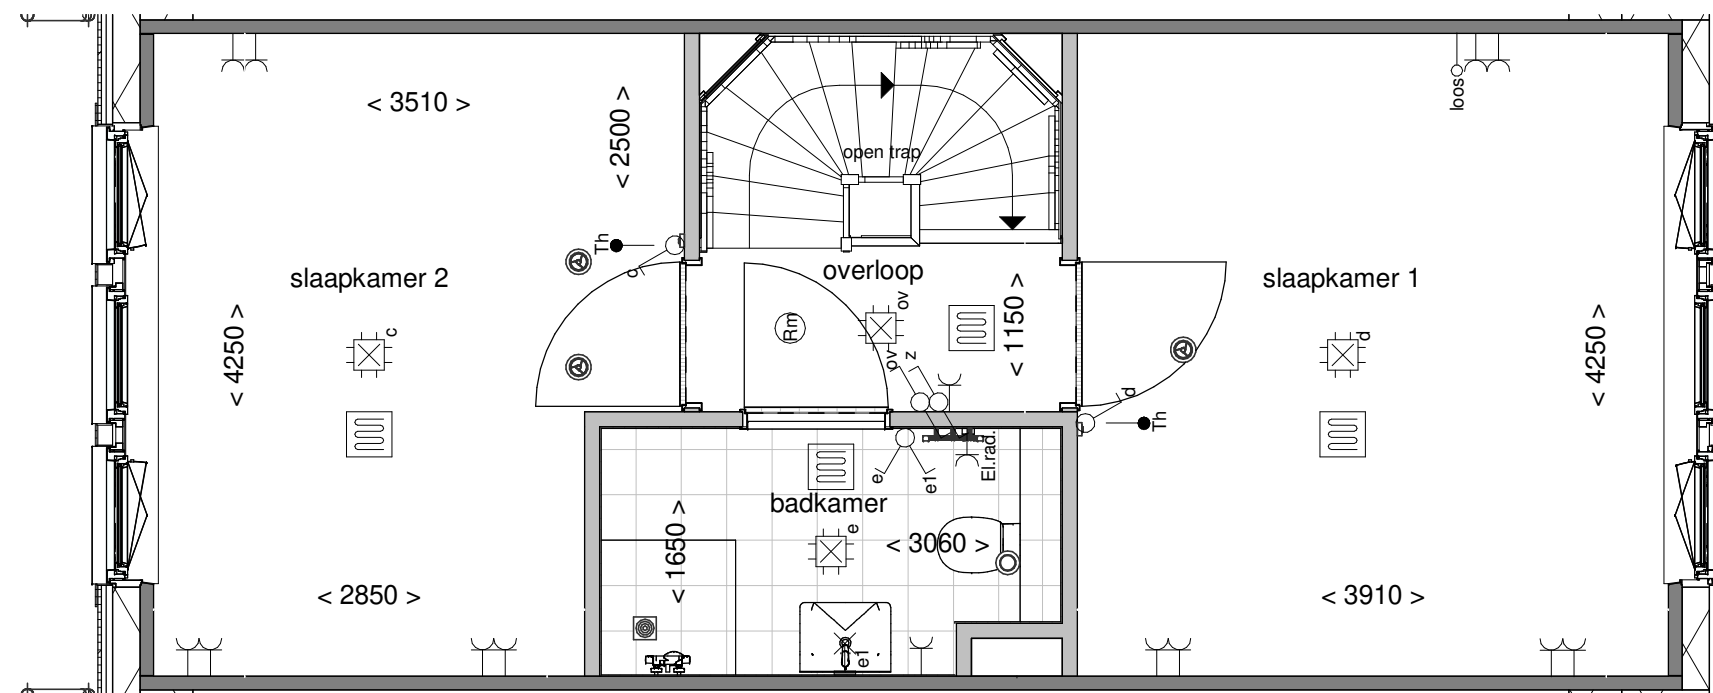 < 3510 >
< 2500 >
loos
open trap
Th
c
slaapkamer 2
overloop
slaapkamer 1
ov
Rm
< 1150 >
< 4250 >
c
ov
z
d
< 4250 >
d
Th
El.rad.
e
e1
badkamer
e
< 1650 >
< 3060 >
< 2850 >
< 3910 >
e1